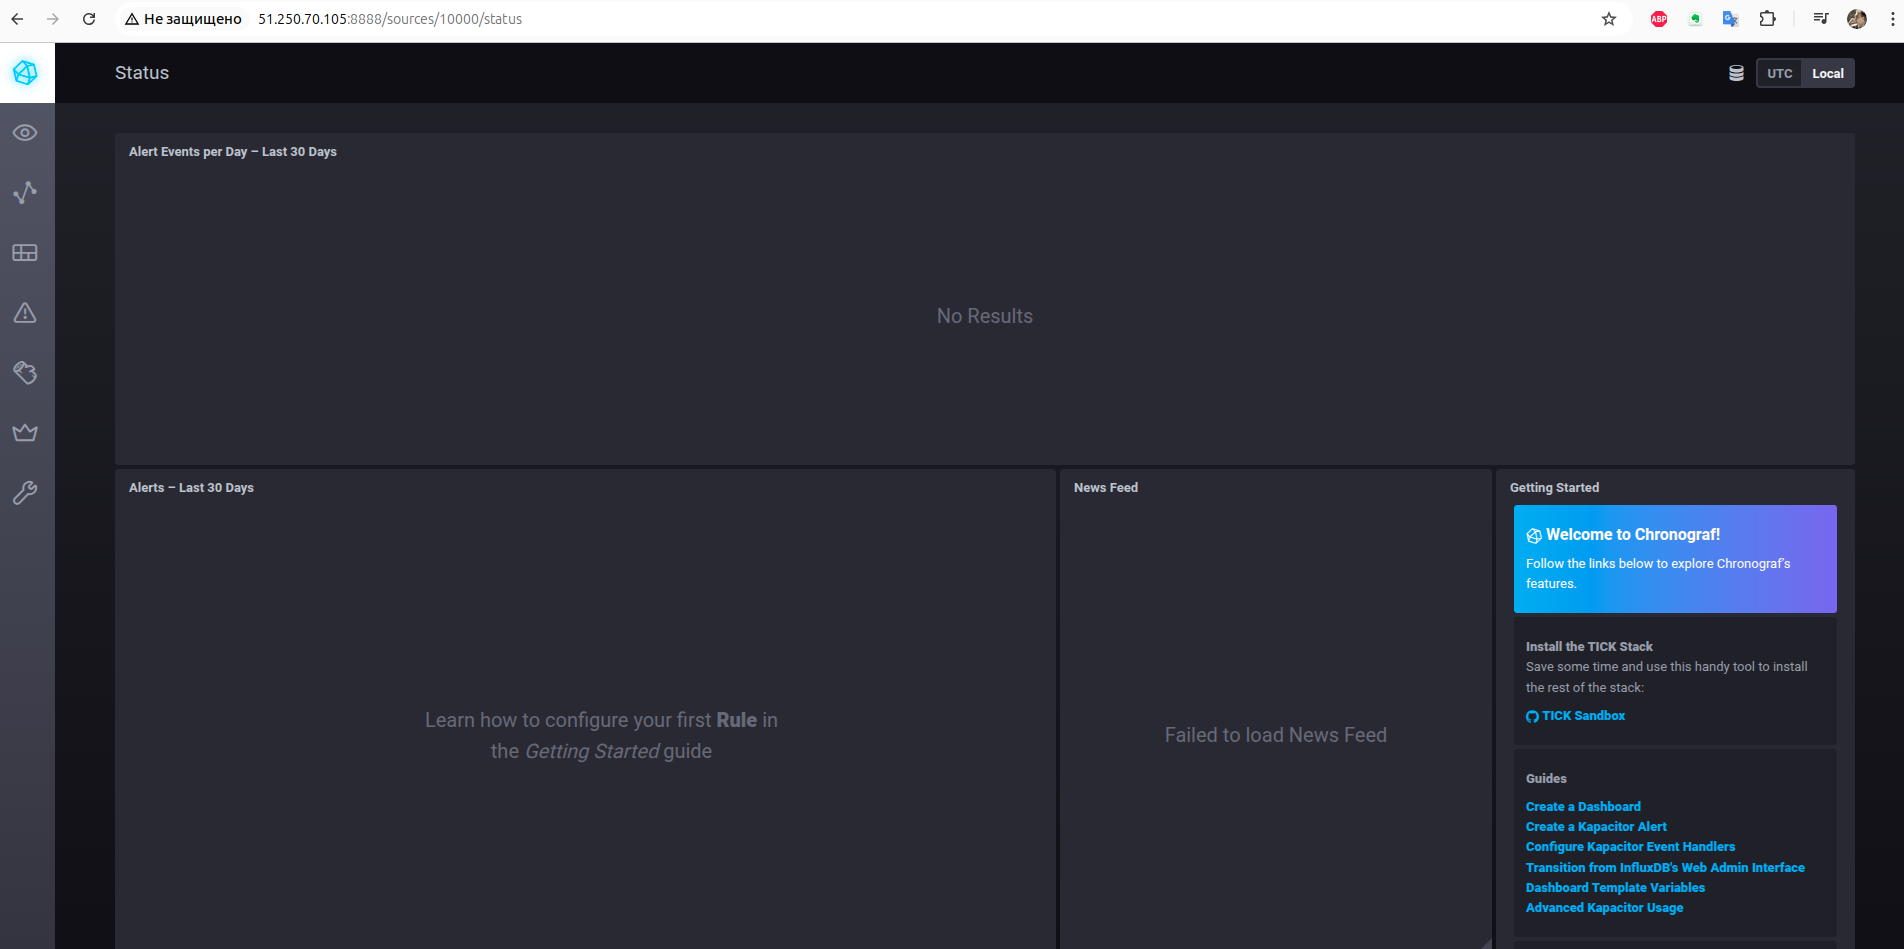 Не защищено 51.250.70.105:8888/sources/10000/status
ABP
Status
UTC Local
Alert Events per Day – Last 30 Days
No Results
Alerts – Last 30 Days
Learn how to configure your first Rule in
the Getting Started guide
News Feed
Failed to load News Feed
Getting Started
Welcome to Chronograf!
Follow the links below to explore Chronograf's
features.
Install the TICK Stack
Save some time and use this handy tool to install
the rest of the stack:
TICK Sandbox
Guides
Create a Dashboard
Create a Kapacitor Alert
Configure Kapacitor Event Handlers
Transition from InfluxDB's Web Admin Interface
Dashboard Template Variables
Advanced Kapacitor Usage